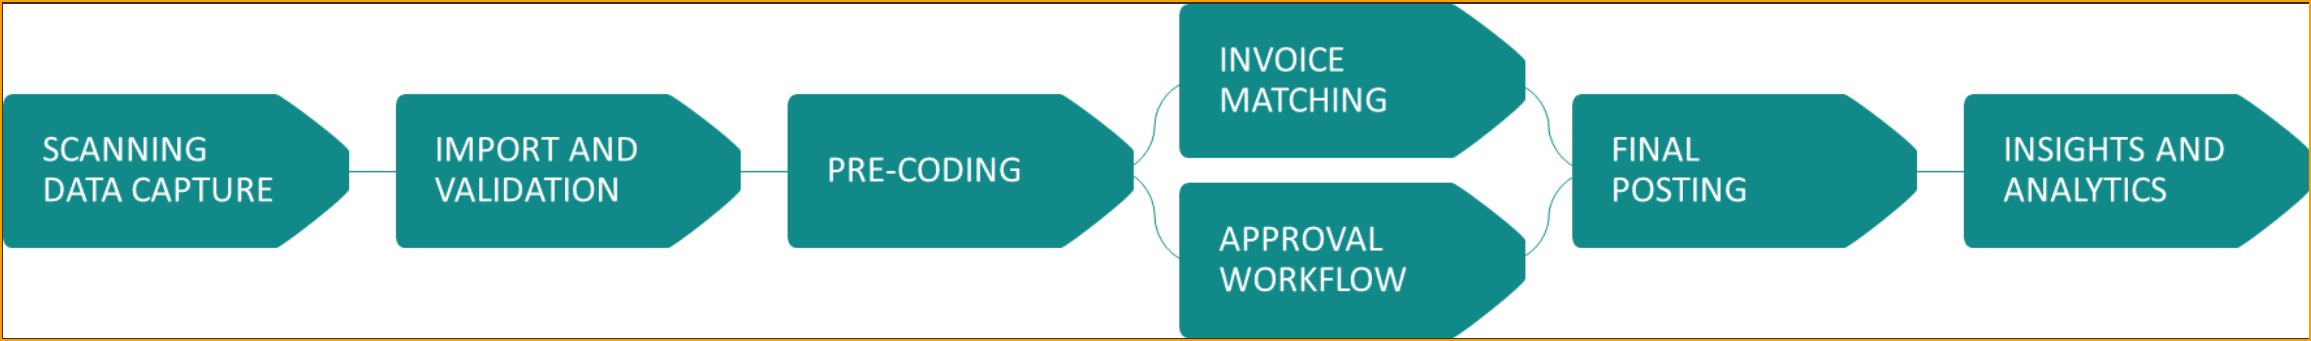 SCANNING
DATA CAPTURE
IMPORT AND
VALIDATION
PRE-CODING
INVOICE
MATCHING
APPROVAL
WORKFLOW
FINAL
POSTING
INSIGHTS AND
ANALYTICS